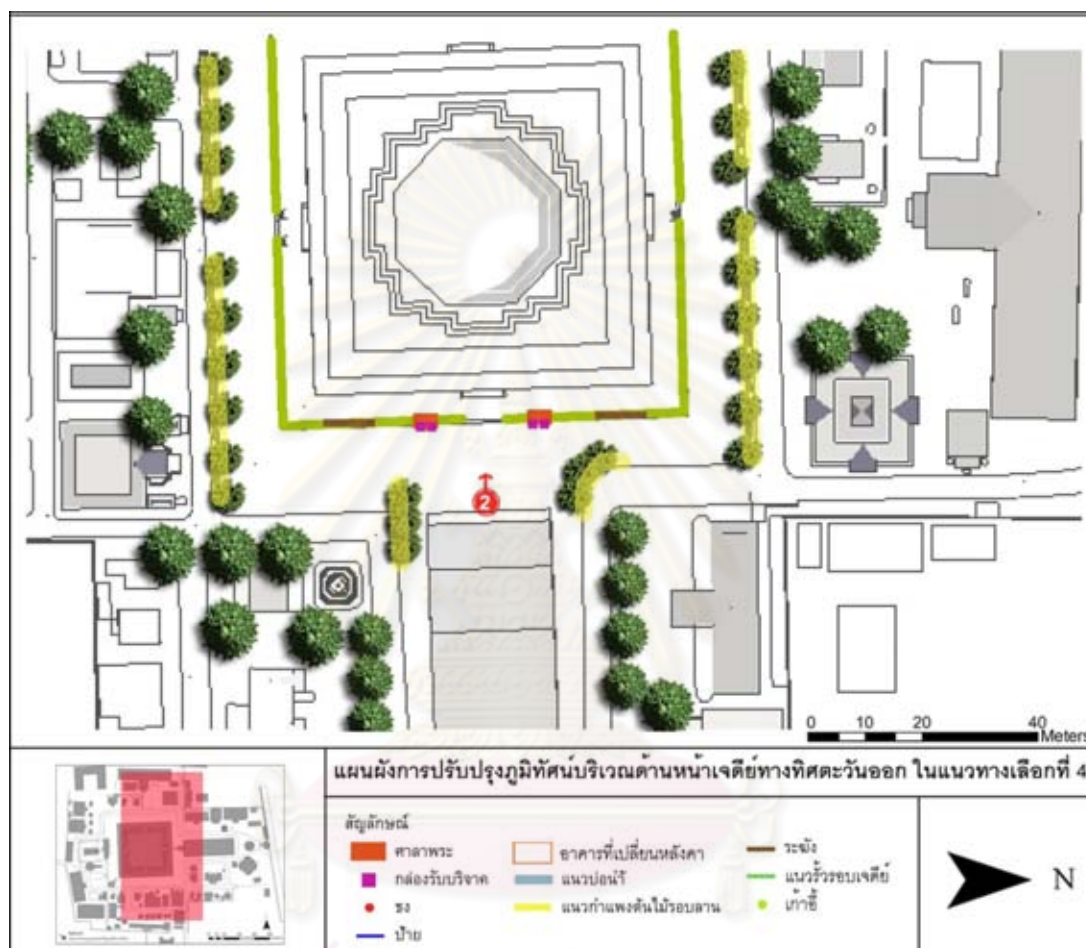 2
0 10 20 40
Meters
แผนผังการปรับปรุงภูมิทัศน์บริเวณด้านหน้าเจดีย์ทางทิศตะวันออก ในแนวทางเลือกที่ 4
สัญลักษณ์
ศาลาพระ
อาคารที่เปลี่ยนหลังคา
ระฆัง
กล่องรับบริจาค
แนวบ่อน้ำ
แนวรั้วรอบเจดีย์
ธง
แนวกำแพงต้นไม้รอบลาน
เก้าอี้
ป้าย
N